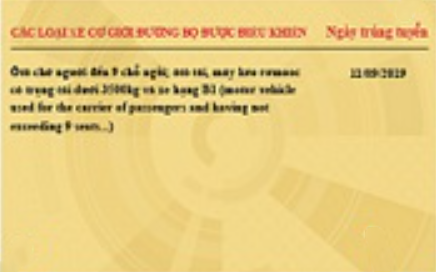 CÁC LOẠI XE CƠ GIỚI ĐƯỜNG BỘ ĐƯỢC ĐIỀU KHIỂN Ngày trúng tuyển
Ôtô chở người đến 9 chỗ ngồi; ôtô tải, máy kéo rơmooc 11/09/2019
có trọng tải dưới 3500kg và xe hạng B1 (motor vehicle
used for the carrier of passengers and having not
exceeding 9 seats...)